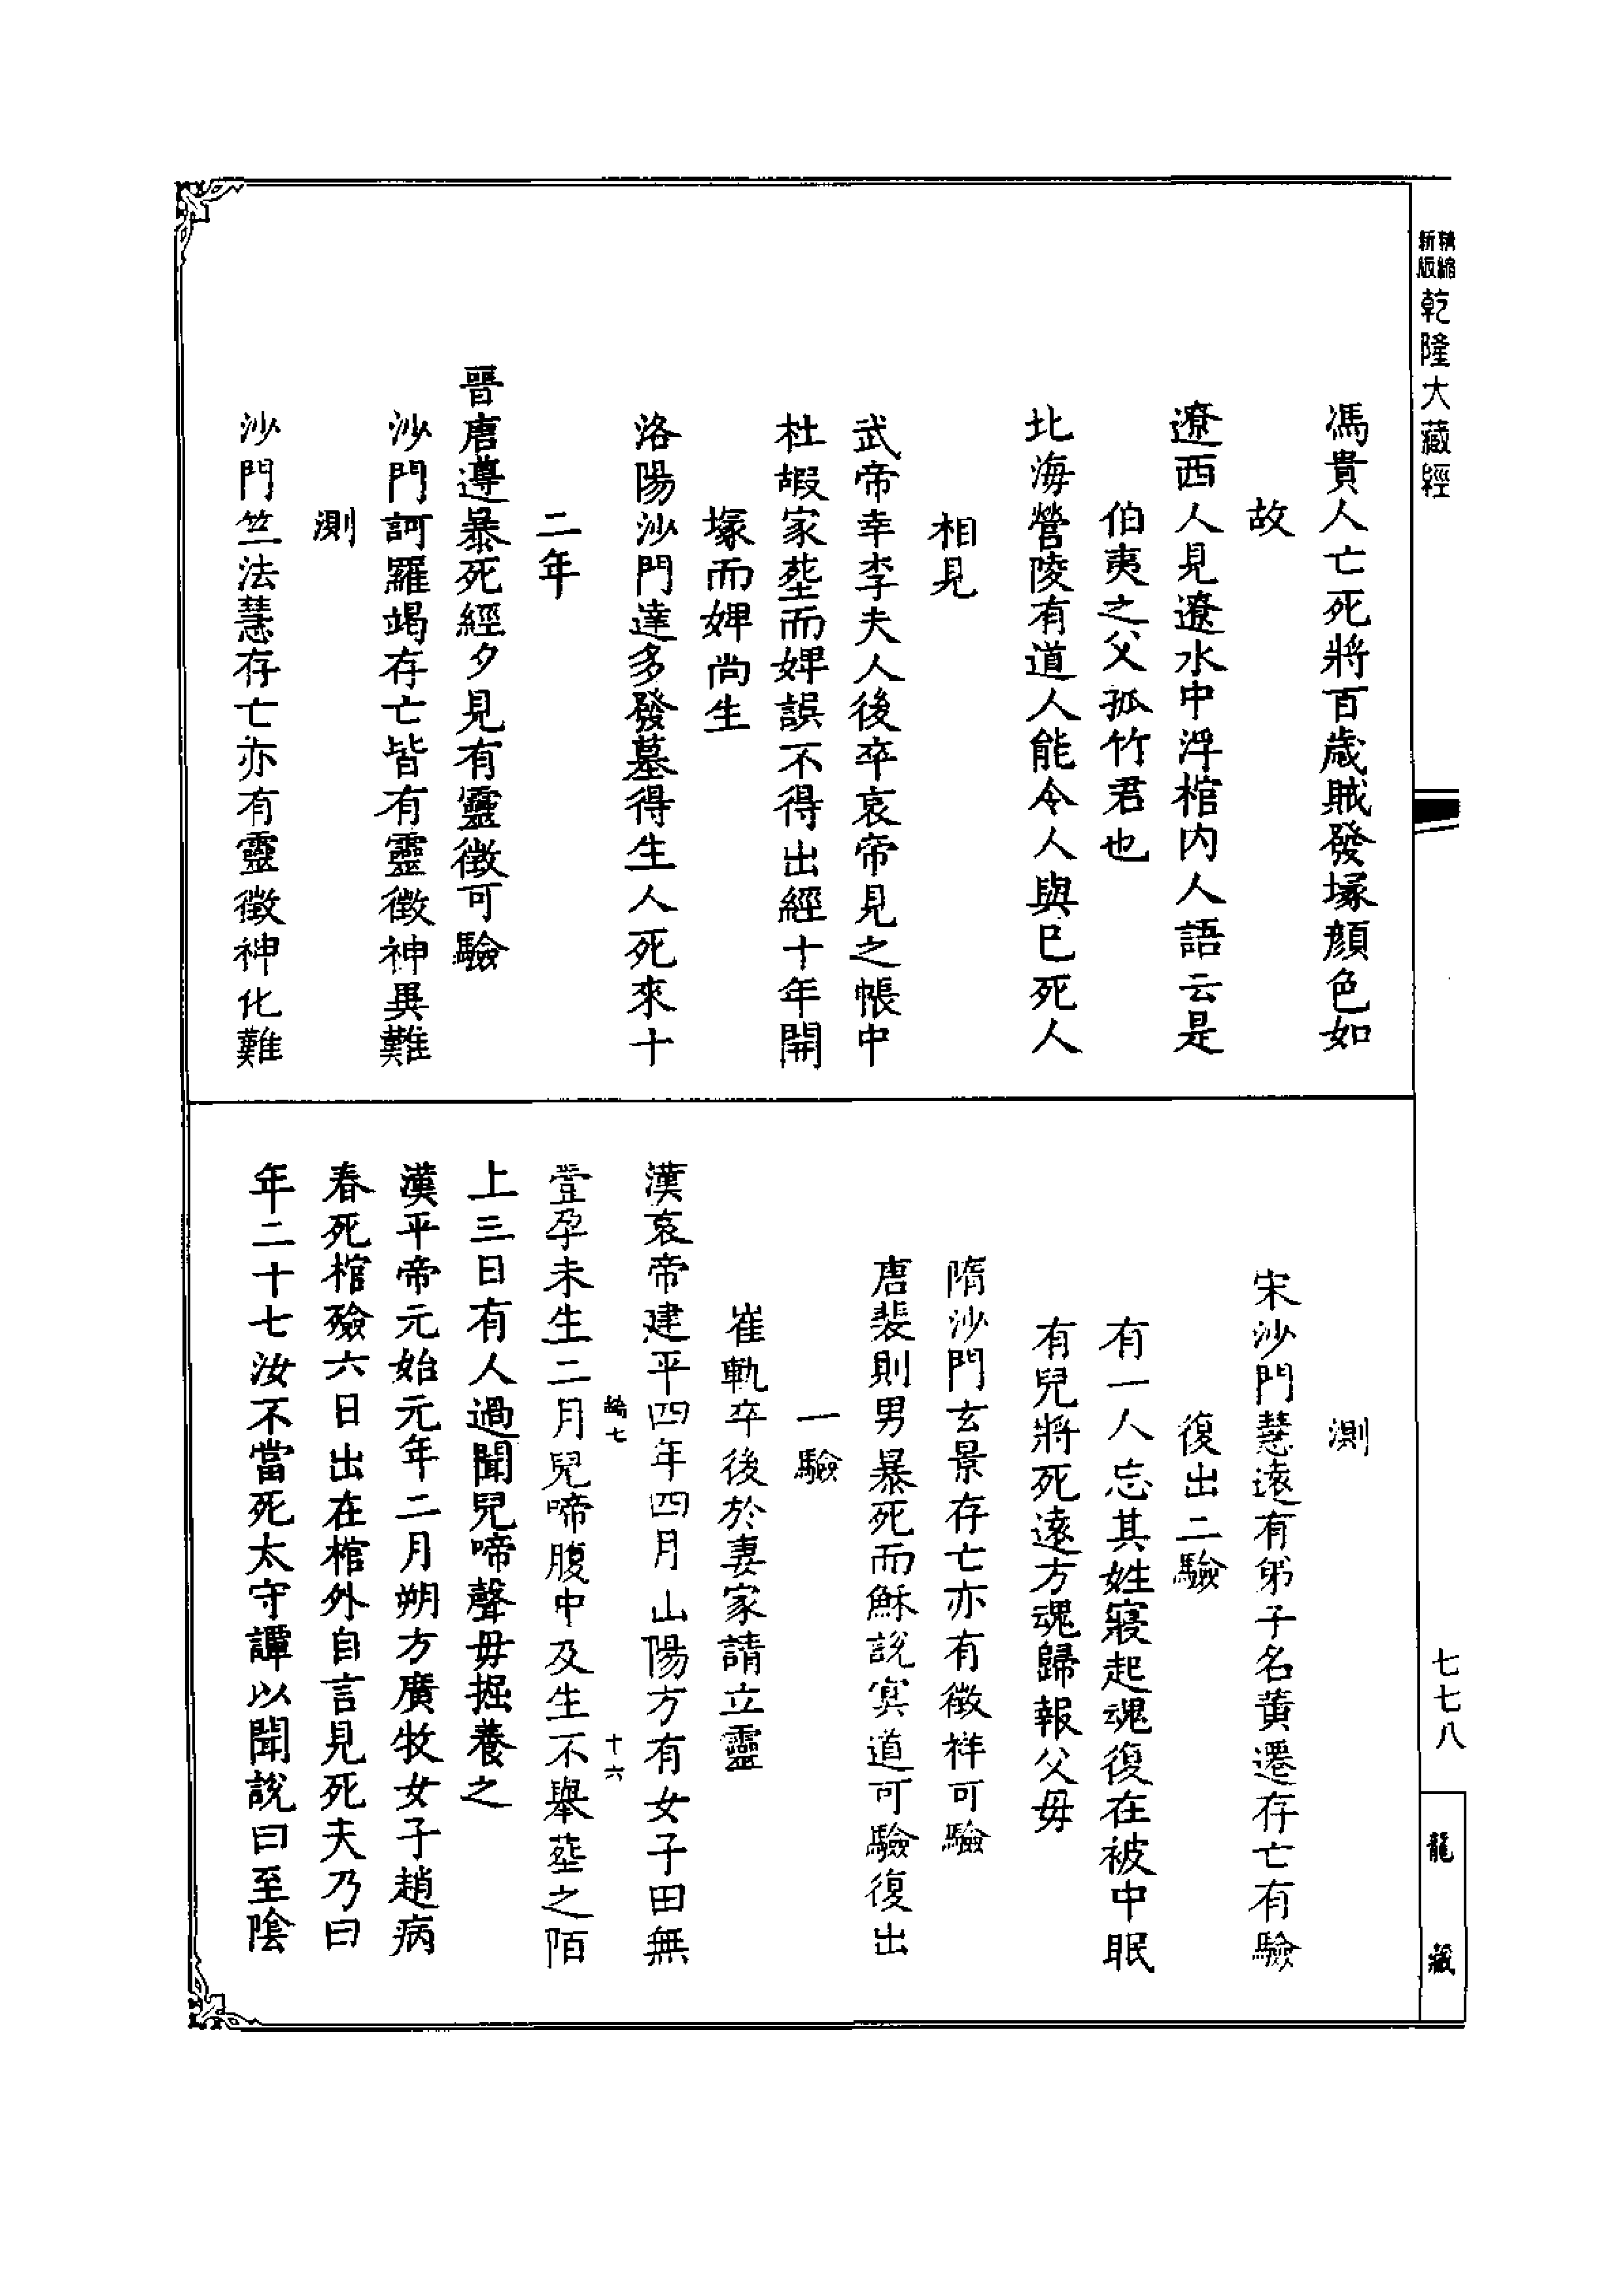 精縮
新版
乾隆大藏經
馮貴人亡死將百歲賊發塚顏色如
故
遼西人見遼水中浮棺內人語云是
伯夷之父孤竹君也
北海營陵有道人能令人與巳死人
相見
武帝幸李夫人後卒哀帝見之帳中
杜嘏家塟而婢誤不得出經十年開
塚而婢尚生
洛陽沙門達多發墓得生人死來十
二年
晉唐遵暴死經夕見有靈徵可驗
沙門訶羅竭存亡皆有靈徵神異難
測
沙門竺法慧存亡亦有靈徵神化難
測
宋沙門慧遠有弟子名黃遷存亡有驗
復出二驗
有一人忘其姓寢起魂復在被中眠
有兒將死遠方魂歸報父毋
隋沙門玄景存亡亦有徵祥可驗
唐裴則男暴死而穌說冥道可驗復出
一驗
崔軌卒後於妻家請立靈
漢哀帝建平四年四月山陽方有女子田無
十六
壹孕未生二月兒啼腹中及生不舉塟之陌
上三日有人過聞兒啼聲毋掘養之
漢平帝元始元年二月朔方廣牧女子趙病
春死棺殮六日出在棺外自言見死夫乃曰
年二十七汝不當死太守譚以聞說曰至陰
七七八
龍藏